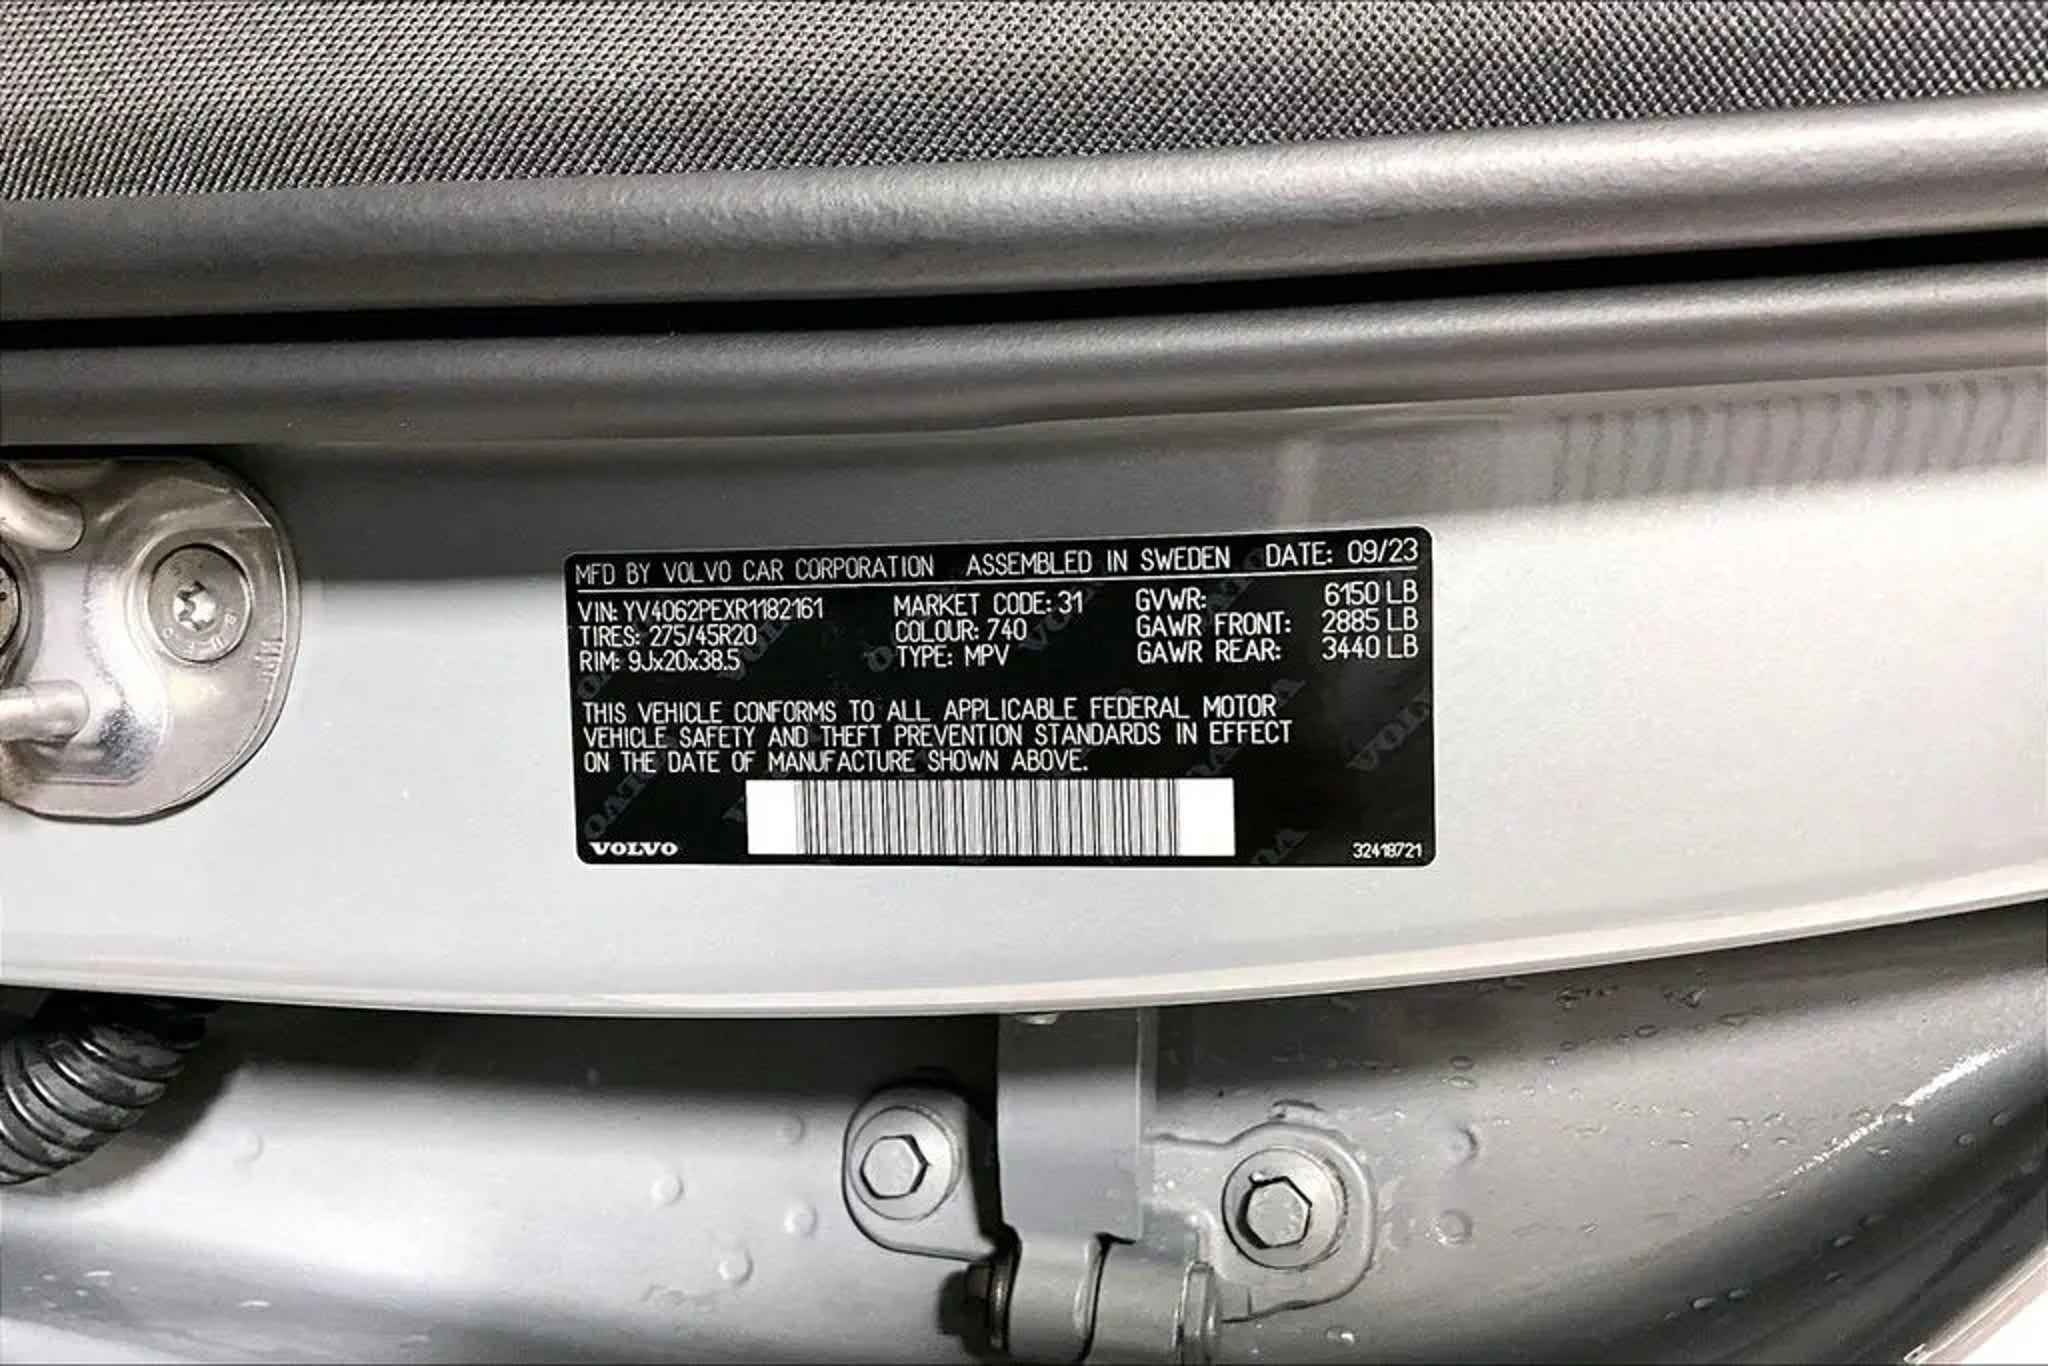 MFD BY VOLVO CAR CORPORATION ASSEMBLED IN SWEDEN DATE: 09/23
VIN: YV4062PEXR1182161 MARKET CODE: 31 GVWR: 6150 LB
TIRES: 275/45R20 COLOUR: 740 GAWR FRONT: 2885 LB
RIM: 9Jx20x38.5 TYPE: MPV GAWR REAR: 3440 LB
THIS VEHICLE CONFORMS TO ALL APPLICABLE FEDERAL MOTOR
VEHICLE SAFETY AND THEFT PREVENTION STANDARDS IN EFFECT
ON THE DATE OF MANUFACTURE SHOWN ABOVE.
VOLVO 32418721